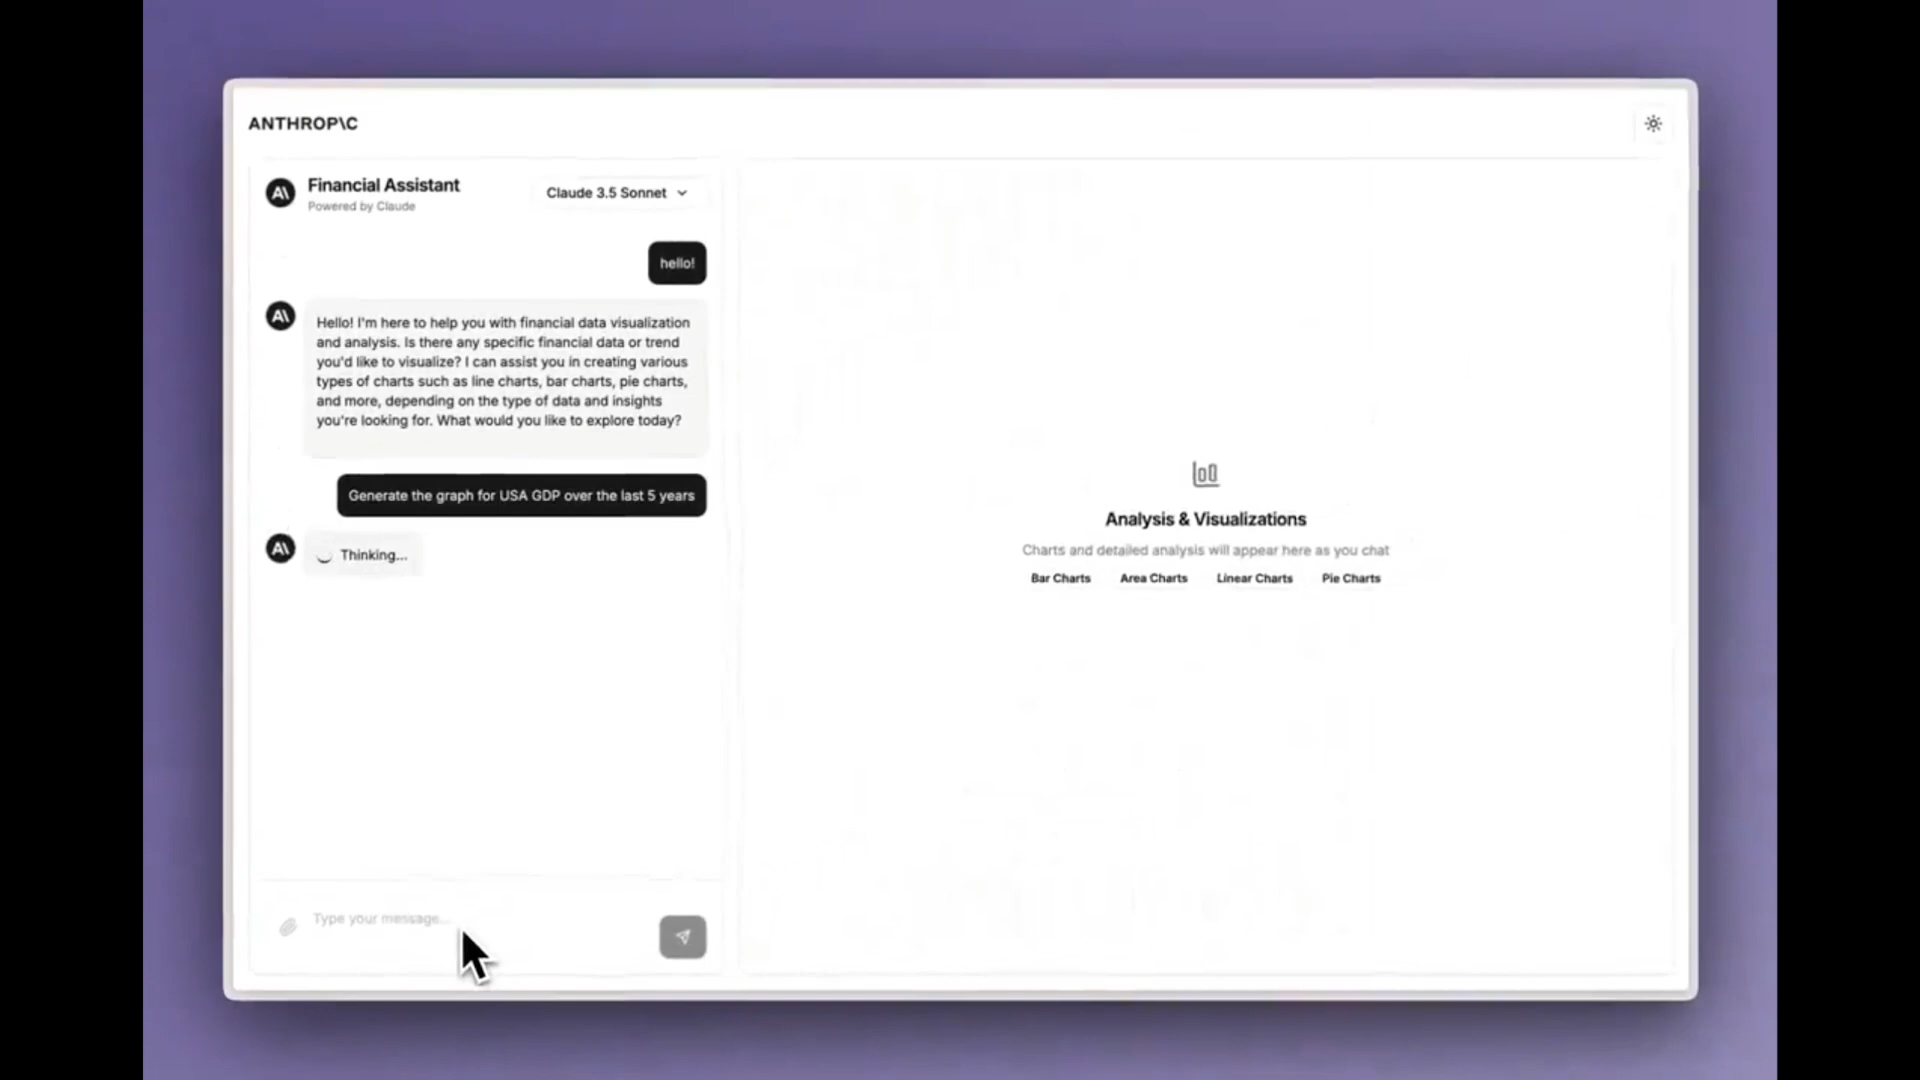 ANTHROP\C
Financial Assistant
Powered by Claude
Claude 3.5 Sonnet
hello!
Hello! I'm here to help you with financial data visualization
and analysis. Is there any specific financial data or trend
you'd like to visualize? I can assist you in creating various
types of charts such as line charts, bar charts, pie charts,
and more, depending on the type of data and insights
you're looking for. What would you like to explore today?
Generate the graph for USA GDP over the last 5 years
Thinking...
Type your message...
Analysis & Visualizations
Charts and detailed analysis will appear here as you chat
Bar Charts Area Charts Linear Charts Pie Charts